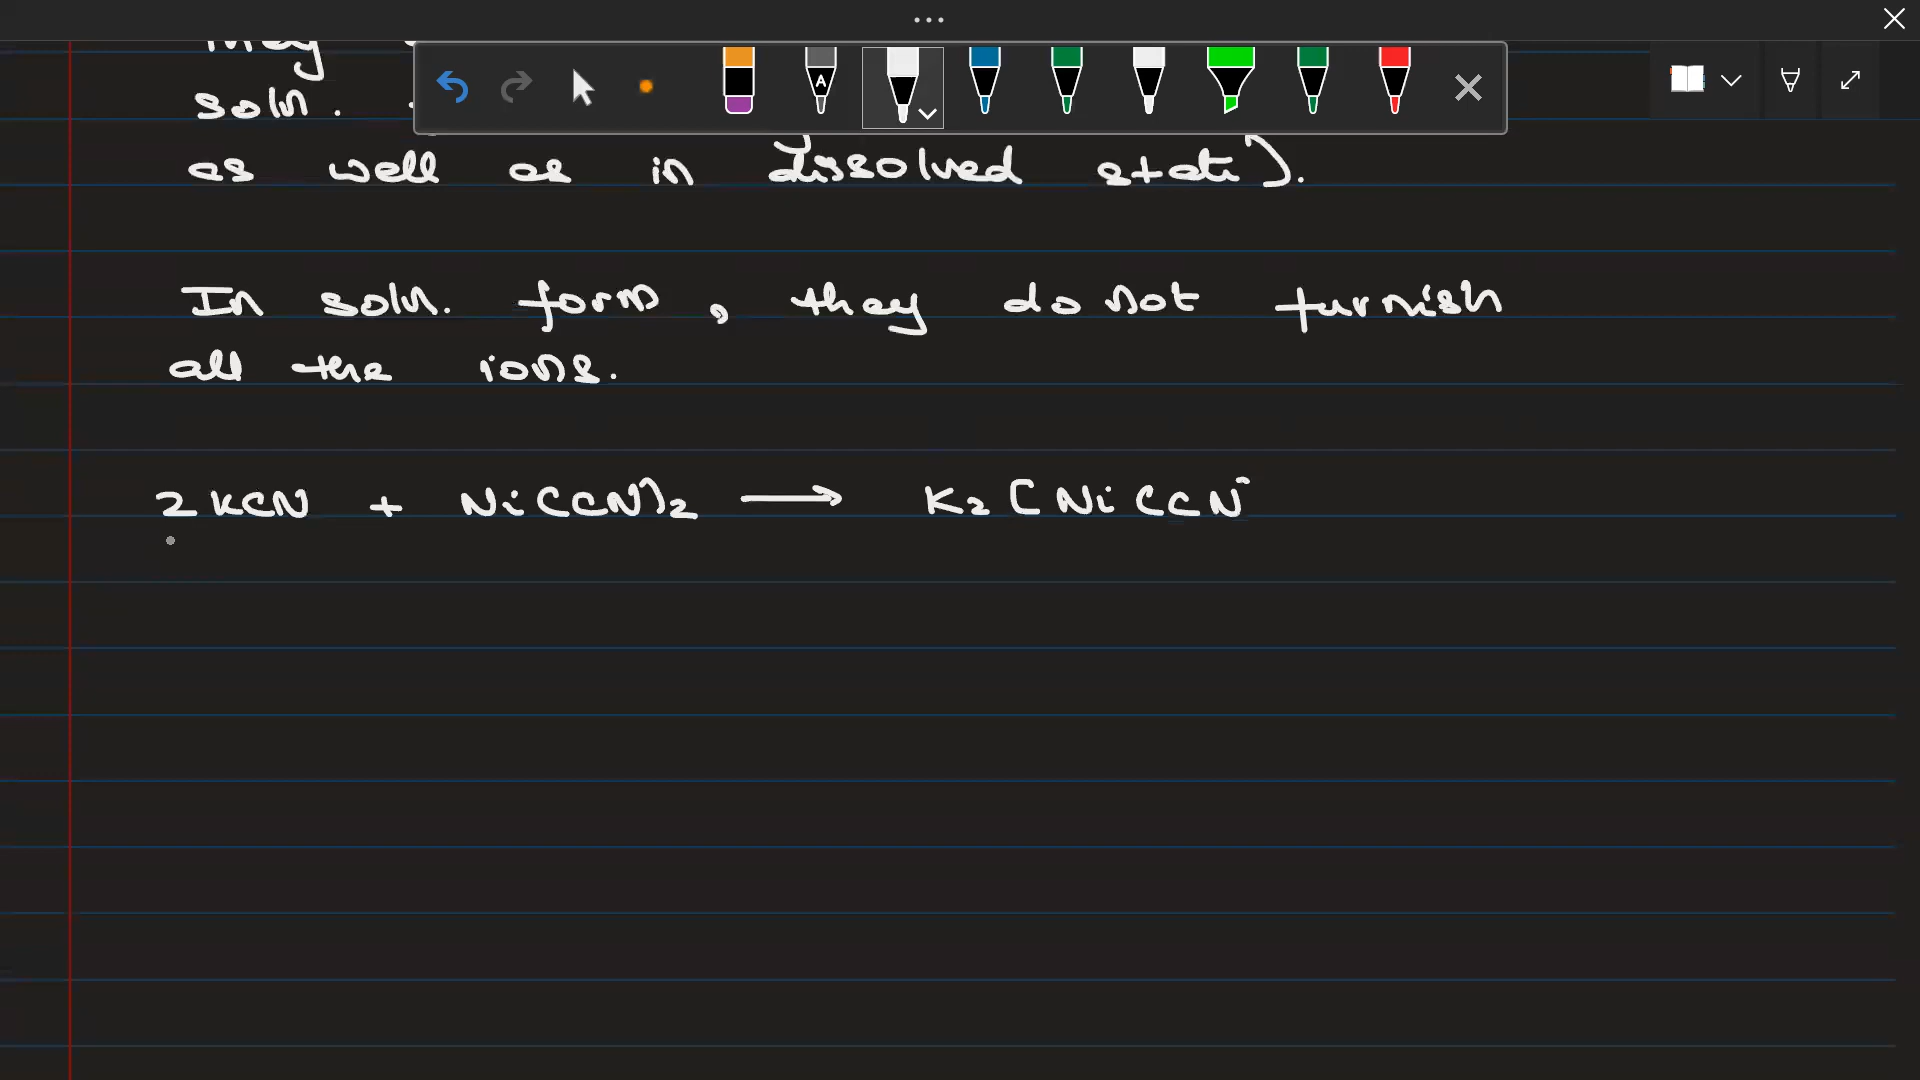 may
soln.
as well as in dissolved state).
In soln. form, they do not furnish
all the ions.
2KCN + Ni(CN)2 ⟶ K2[Ni(CN